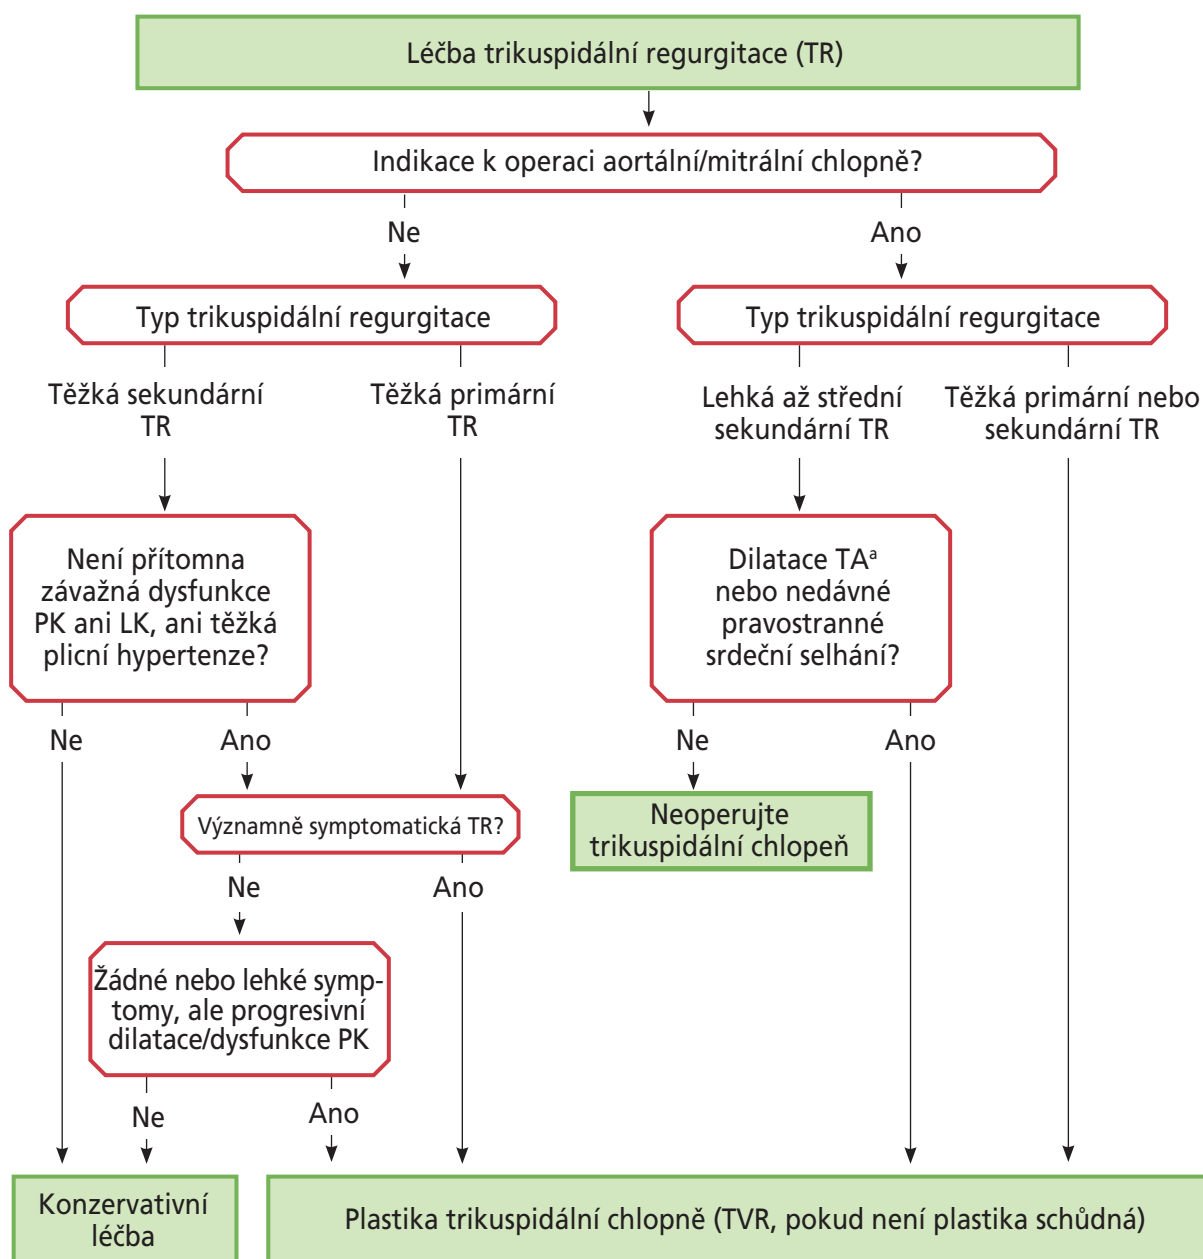 Léčba trikuspidální regurgitace (TR)
Indikace k operaci aortální/mitrální chlopně?
Ne
Ano
Typ trikuspidální regurgitace
Typ trikuspidální regurgitace
Těžká sekundární
TR
Těžká primární
TR
Lehká až střední
sekundární TR
Těžká primární nebo
sekundární TR
Není přítomna
závažná dysfunkce
PK ani LK, ani těžká
plicní hypertenze?
Dilatace TAᵃ
nebo nedávné
pravostranné
srdeční selhání?
Ne
Ano
Ne
Ano
Významně symptomatická TR?
Neoperujte
trikuspidální chlopeň
Ne
Ano
Žádné nebo lehké symp-
tomy, ale progresivní
dilatace/dysfunkce PK
Ne
Ano
Konzervativní
léčba
Plastika trikuspidální chlopně (TVR, pokud není plastika schůdná)